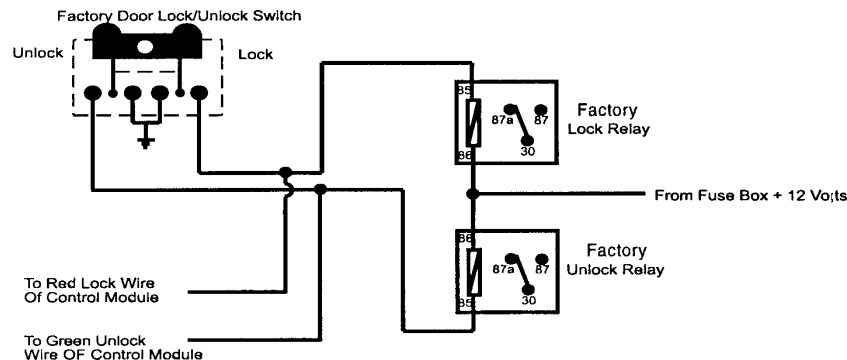 Factory Door Lock/Unlock Switch
Unlock
Lock
85
87a
87
30
86
Factory
Lock Relay
From Fuse Box + 12 Volts
86
87a
87
30
85
Factory
Unlock Relay
To Red Lock Wire
Of Control Module
To Green Unlock
Wire OF Control Module